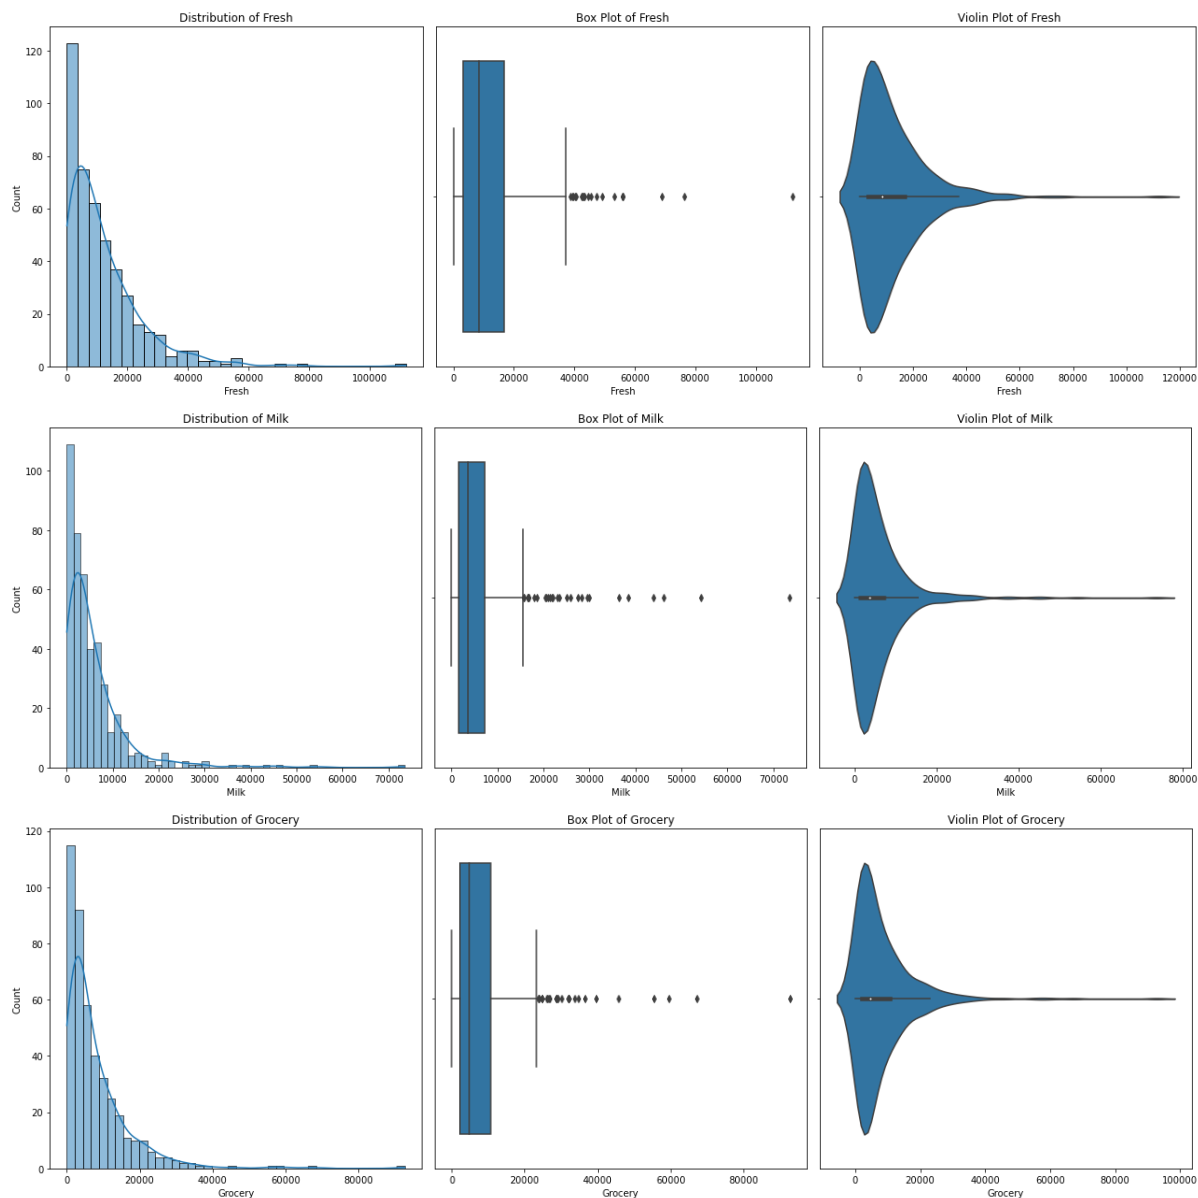 Distribution of Fresh
Box Plot of Fresh
Violin Plot of Fresh
120
100
80
60
40
20
0
Count
0 20000 40000 60000 80000 100000
Fresh
0 20000 40000 60000 80000 100000
Fresh
0 20000 40000 60000 80000 100000 120000
Fresh
Distribution of Milk
Box Plot of Milk
Violin Plot of Milk
100
80
60
40
20
0
Count
0 10000 20000 30000 40000 50000 60000 70000
Milk
0 10000 20000 30000 40000 50000 60000 70000
Milk
0 20000 40000 60000 80000
Milk
Distribution of Grocery
Box Plot of Grocery
Violin Plot of Grocery
120
100
80
60
40
20
0
Count
0 20000 40000 60000 80000
Grocery
0 20000 40000 60000 80000
Grocery
0 20000 40000 60000 80000 100000
Grocery